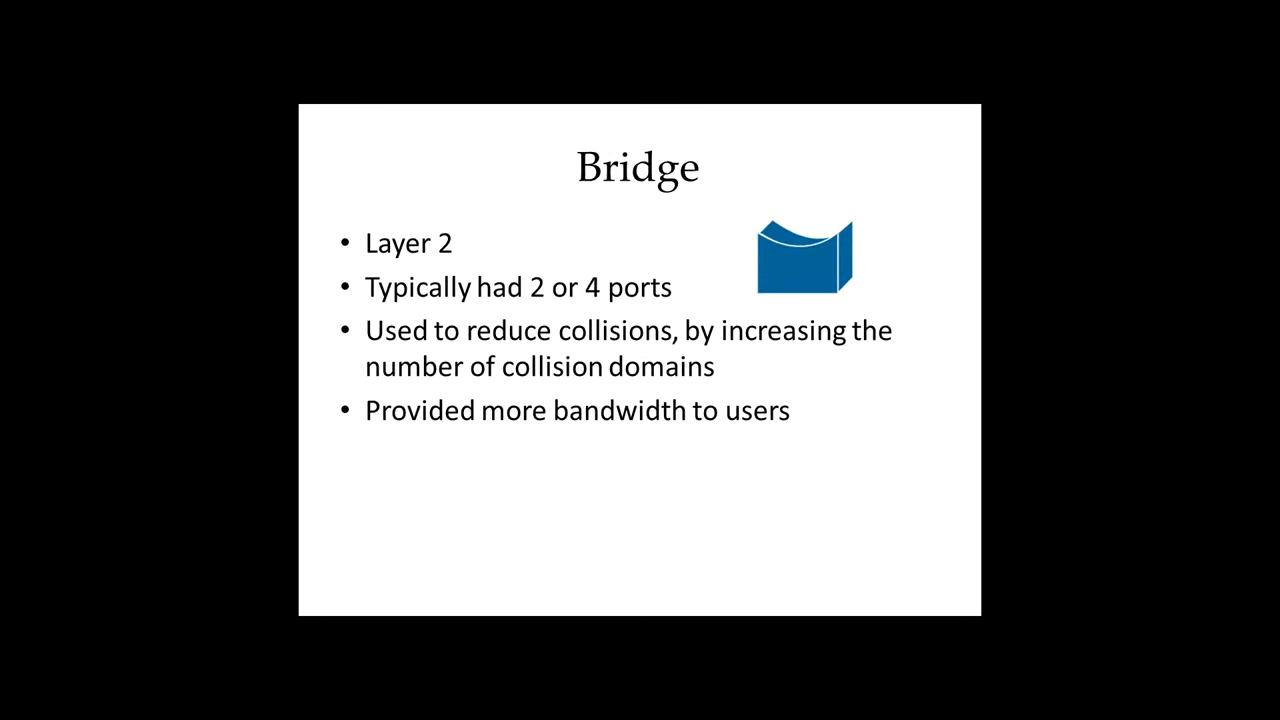 Bridge
• Layer 2
• Typically had 2 or 4 ports
• Used to reduce collisions, by increasing the
number of collision domains
• Provided more bandwidth to users